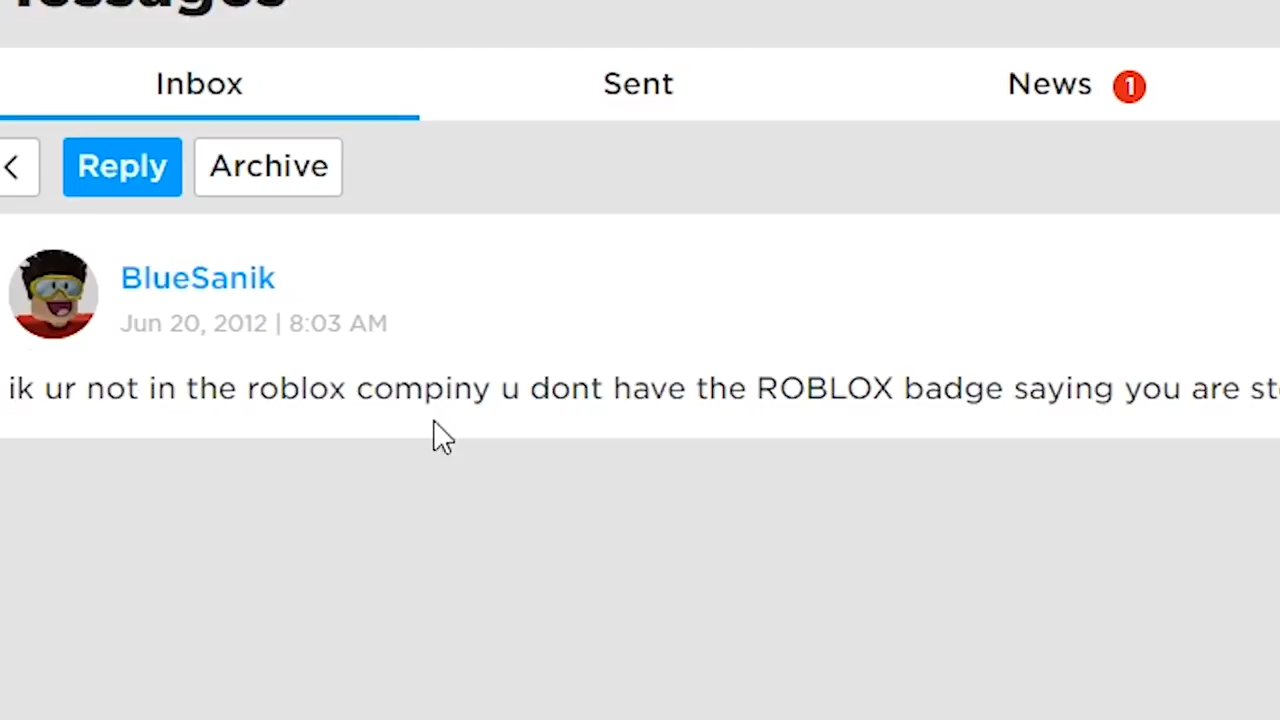 Messages
Inbox
Sent
News 1
Reply
Archive
BlueSanik
Jun 20, 2012 | 8:03 AM
ik ur not in the roblox compiny u dont have the ROBLOX badge saying you are